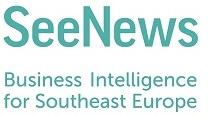 SeeNews
Business Intelligence
for Southeast Europe